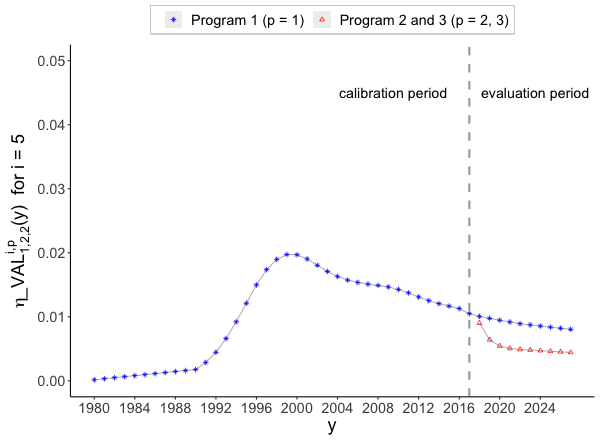 Program 1 (p = 1) Program 2 and 3 (p = 2, 3)
η_VAL^{i,p}_{1,2,2}(y) for i = 5
0.05
calibration period evaluation period
0.04
0.03
0.02
0.01
0.00
1980 1984 1988 1992 1996 2000 2004 2008 2012 2016 2020 2024
y